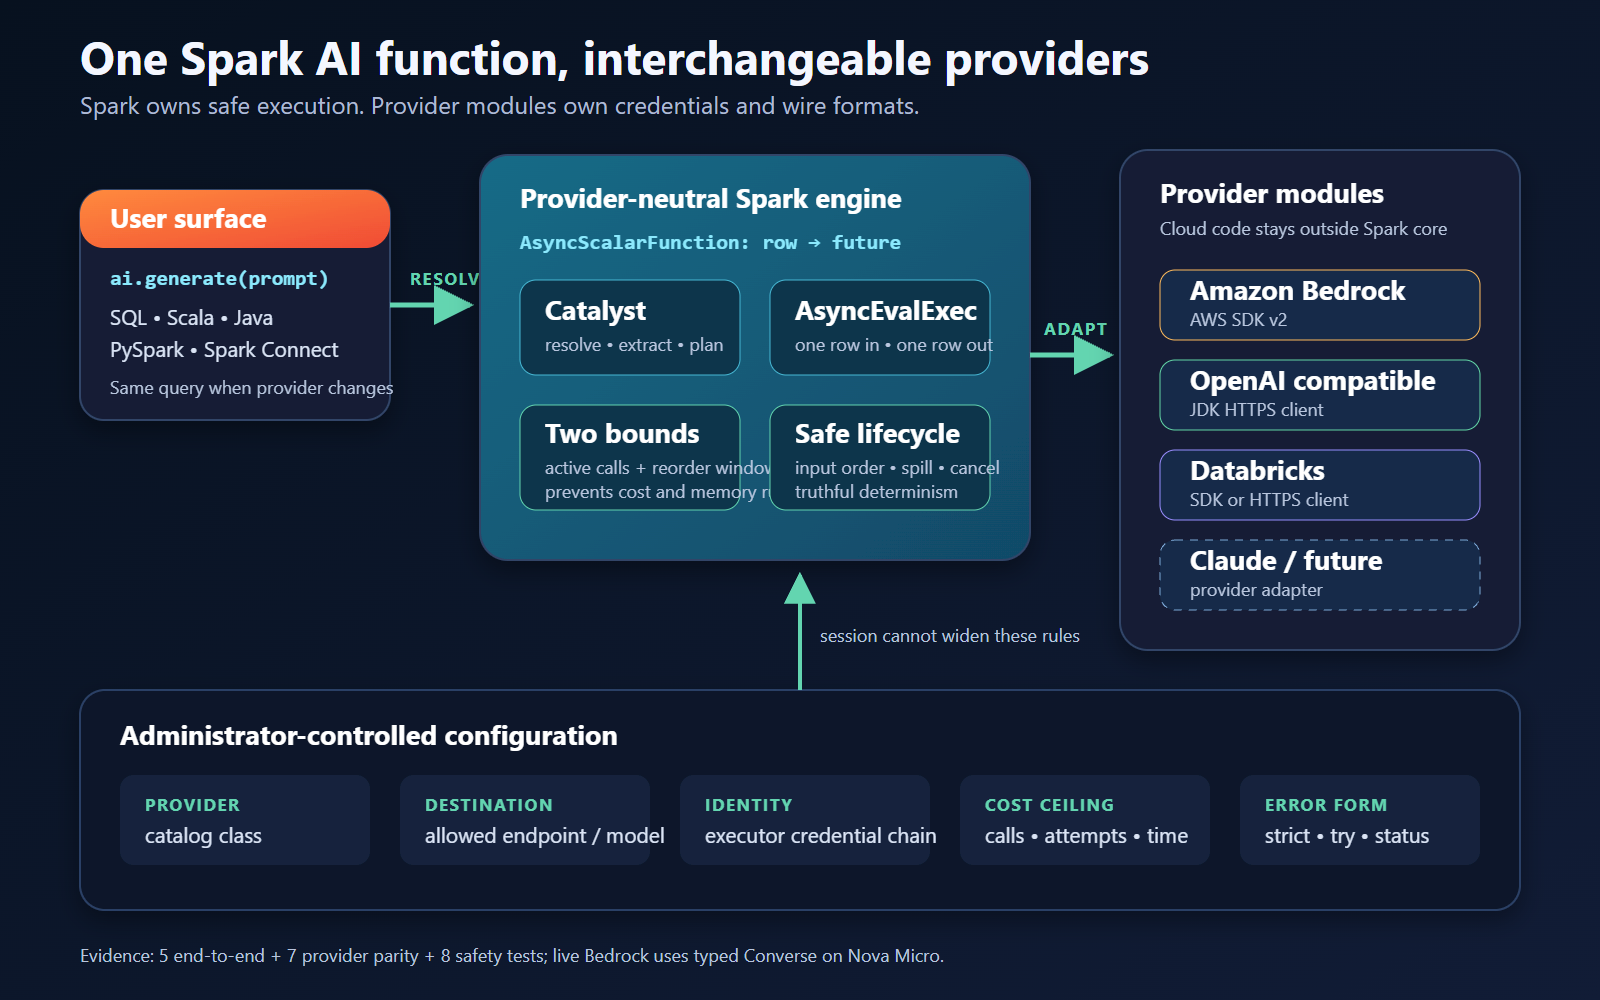 One Spark AI function, interchangeable providers
Spark owns safe execution. Provider modules own credentials and wire formats.
User surface
ai.generate(prompt)
SQL • Scala • Java
PySpark • Spark Connect
Same query when provider changes
RESOLV
Provider-neutral Spark engine
AsyncScalarFunction: row → future
Catalyst
resolve • extract • plan
AsyncEvalExec
one row in • one row out
Two bounds
active calls + reorder window
prevents cost and memory r
Safe lifecycle
input order • spill • cancel
truthful determinism
ADAPT
Provider modules
Cloud code stays outside Spark core
Amazon Bedrock
AWS SDK v2
OpenAI compatible
JDK HTTPS client
Databricks
SDK or HTTPS client
Claude / future
provider adapter
session cannot widen these rules
Administrator-controlled configuration
PROVIDER
catalog class
DESTINATION
allowed endpoint / model
IDENTITY
executor credential chain
COST CEILING
calls • attempts • time
ERROR FORM
strict • try • status
Evidence: 5 end-to-end + 7 provider parity + 8 safety tests; live Bedrock uses typed Converse on Nova Micro.